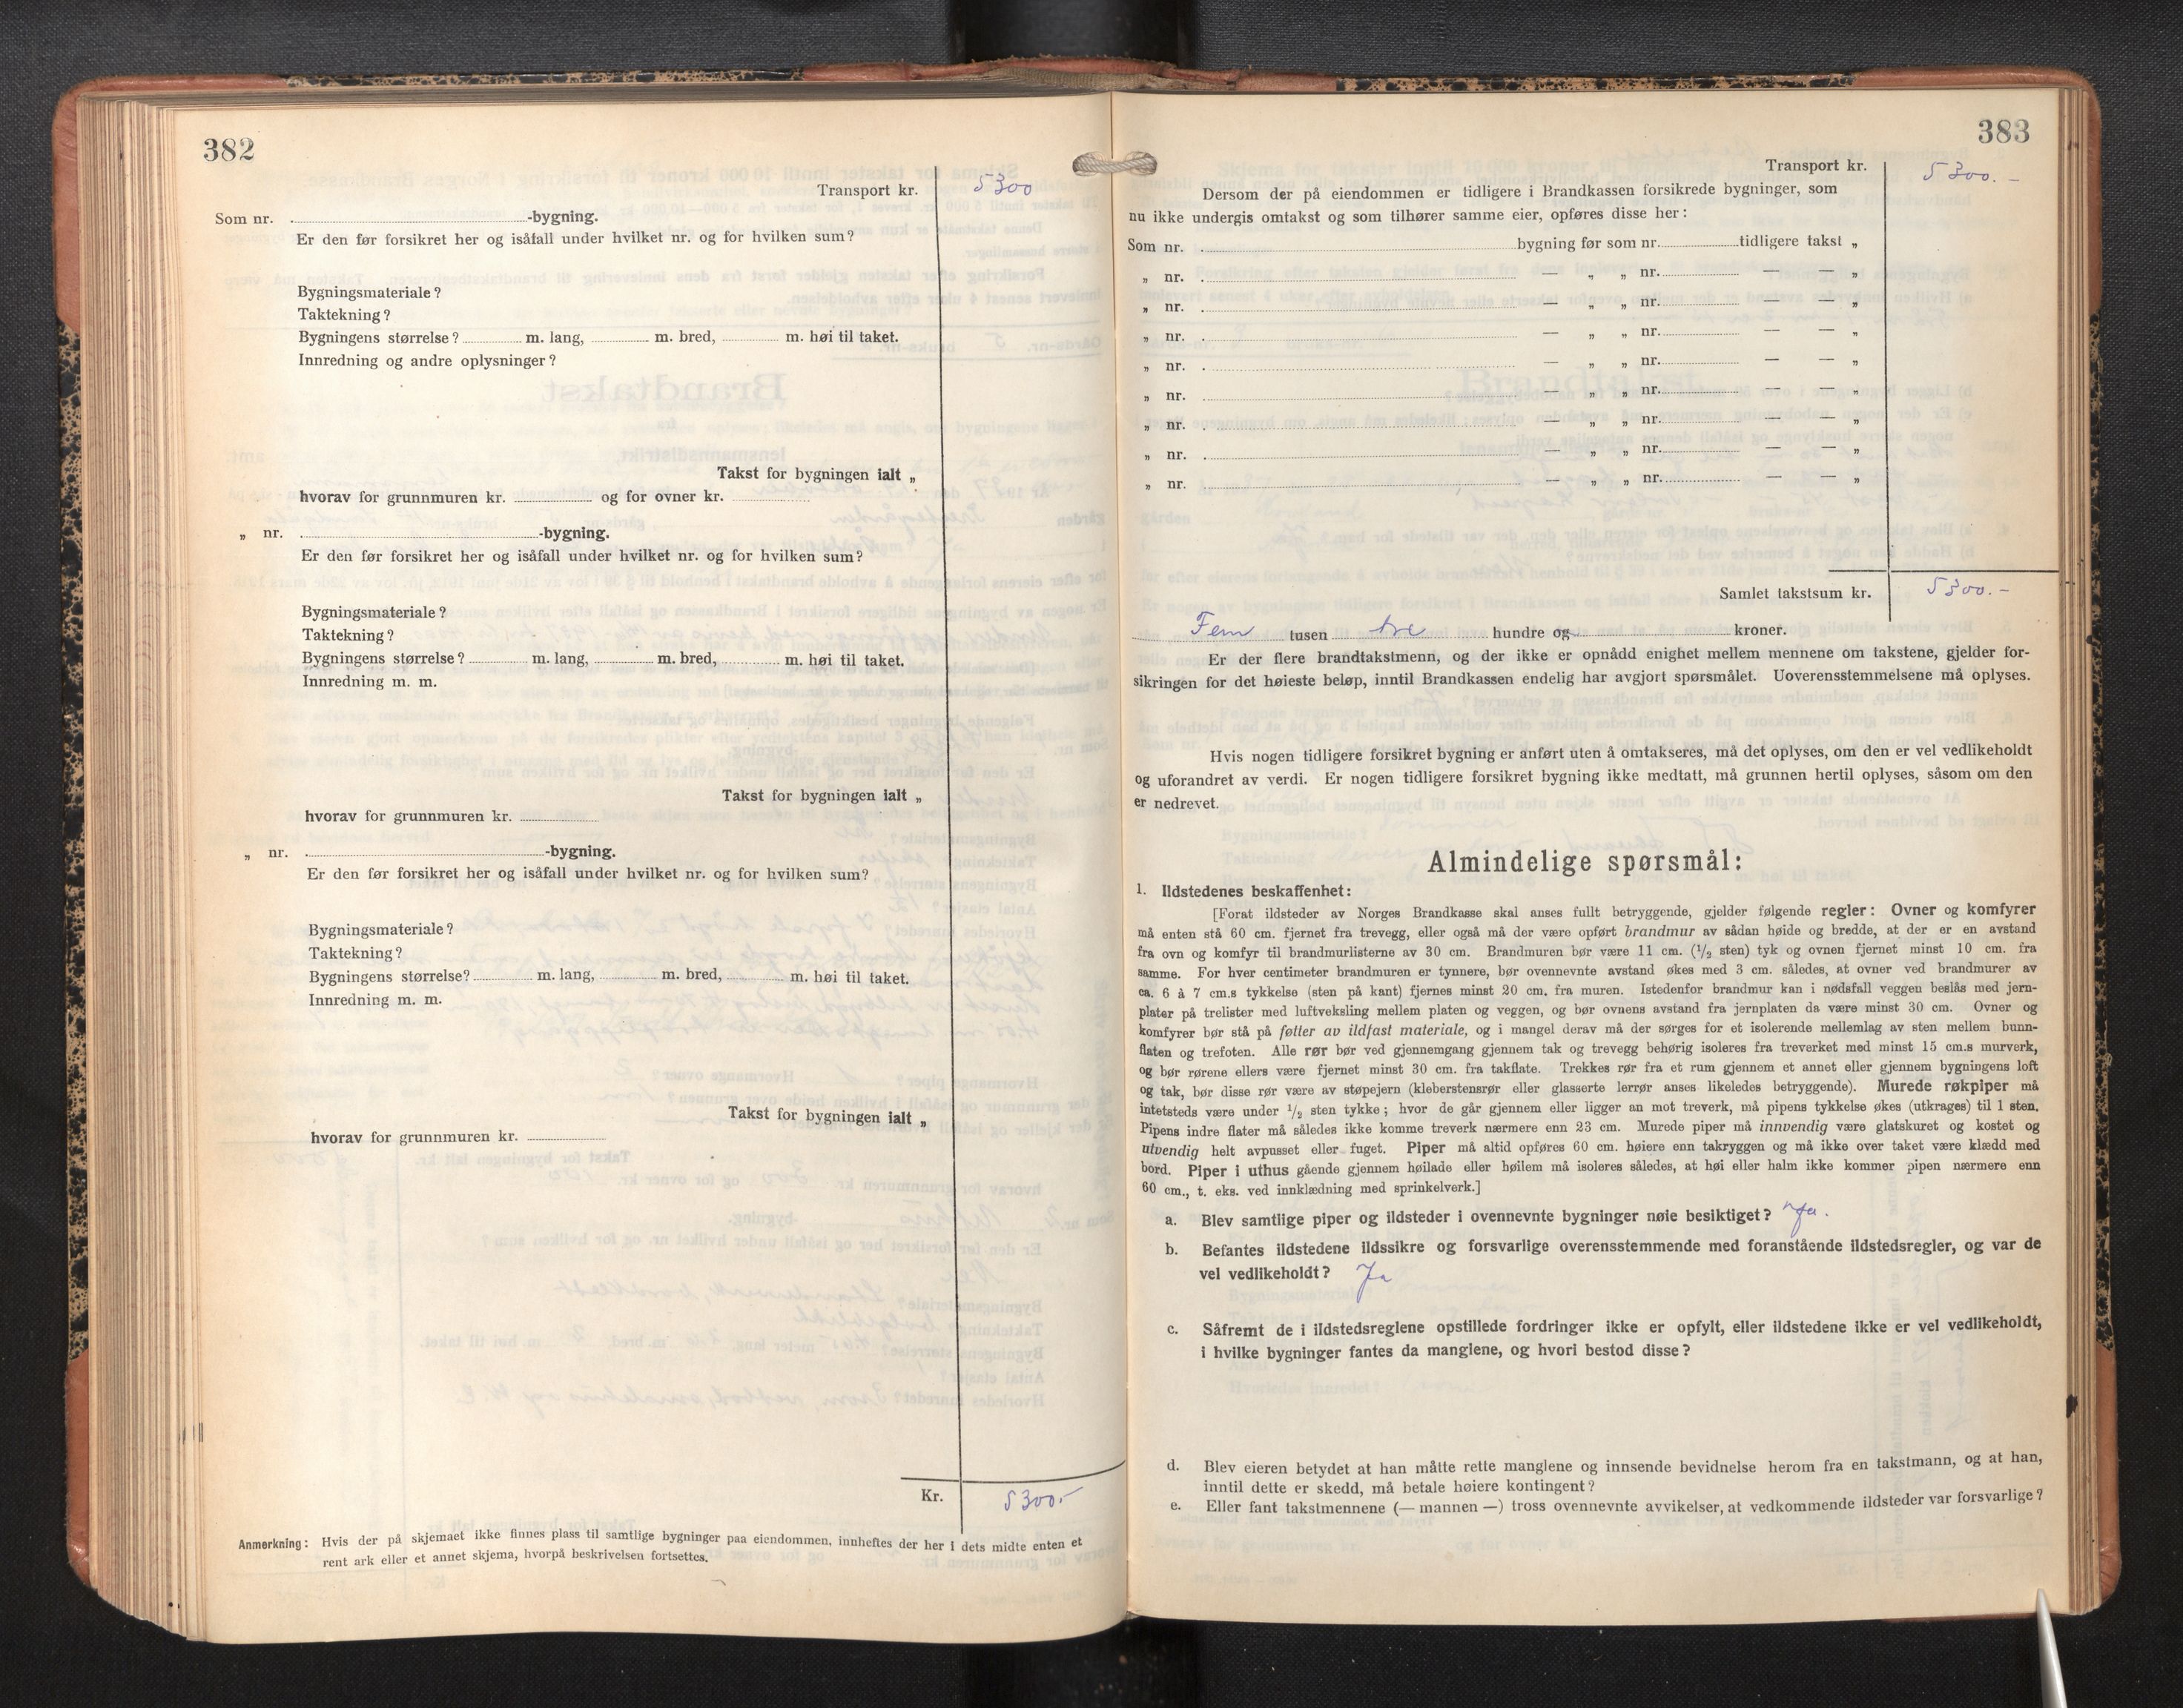 382
Transport kr. 5300
Som nr. -bygning.
Er den før forsikret her og isåfall under hvilket nr. og for hvilken sum?
Bygningsmateriale?
Taktekning?
Bygningens størrelse? m. lang, m. bred, m. høi til taket.
Innredning og andre oplysninger?
Takst for bygningen ialt „
hvorav for grunnmuren kr. og for ovner kr.
„ nr. -bygning.
Er den før forsikret her og isåfall under hvilket nr. og for hvilken sum?
Bygningsmateriale?
Taktekning?
Bygningens størrelse? m. lang, m. bred, m. høi til taket.
Innredning m. m.
Takst for bygningen ialt „
hvorav for grunnmuren kr.
„ nr. -bygning.
Er den før forsikret her og isåfall under hvilket nr. og for hvilken sum?
Bygningsmateriale?
Taktekning?
Bygningens størrelse? m. lang, m. bred, m. høi til taket.
Innredning m. m.
Takst for bygningen ialt „
hvorav for grunnmuren kr.
Kr. 5300.-
Anmerkning: Hvis der på skjemaet ikke finnes plass til samtlige bygninger paa eiendommen, innheftes der her i dets midte enten et
rent ark eller et annet skjema, hvorpå beskrivelsen fortsettes.
383
Transport kr. 5300.-
Dersom der på eiendommen er tidligere i Brandkassen forsikrede bygninger, som
nu ikke undergis omtakst og som tilhører samme eier, opføres disse her:
Som nr. bygning før som nr. tidligere takst „
„ nr. — „ „ nr. — — „
„ nr. — „ „ nr. — — „
„ nr. — „ „ nr. — — „
„ nr. — „ „ nr. — — „
„ nr. — „ „ nr. — — „
„ nr. — „ „ nr. — — „
„ nr. — „ „ nr. — — „
„ nr. — „ „ nr. — — „
Samlet takstsum kr. 5300.-
Fem tusen tre hundre og kroner.
Er der flere brandtakstmenn, og der ikke er opnådd enighet mellem mennene om takstene, gjelder for-
sikringen for det høieste beløp, inntil Brandkassen endelig har avgjort spørsmålet. Uoverensstemmelsene må oplyses.
Hvis nogen tidligere forsikret bygning er anført uten å omtakseres, må det oplyses, om den er vel vedlikeholdt
og uforandret av verdi. Er nogen tidligere forsikret bygning ikke medtatt, må grunnen hertil oplyses, såsom om den
er nedrevet.
Almindelige spørsmål:
1. Ildstedenes beskaffenhet:
[Forat ildsteder av Norges Brandkasse skal anses fullt betryggende, gjelder følgende regler: Ovner og komfyrer
må enten stå 60 cm. fjernet fra trevegg, eller også må der være opført brandmur av sådan høide og bredde, at der er en avstand
fra ovn og komfyr til brandmurlisterne av 30 cm. Brandmuren bør være 11 cm. (1/2 sten) tyk og ovnen fjernet minst 10 cm. fra
samme. For hver centimeter brandmuren er tynnere, bør ovennevnte avstand økes med 3 cm. således, at ovner ved brandmurer av
ca. 6 à 7 cm.s tykkelse (sten på kant) fjernes minst 20 cm. fra muren. Istedenfor brandmur kan i nødsfall veggen beslås med jern-
plater på trelister med luftveksling mellem platen og veggen, og bør ovnens avstand fra jernplaten da være minst 30 cm. Ovner og
komfyrer bør stå på føtter av ildfast materiale, og i mangel derav må der sørges for et isolerende mellemlag av sten mellem bunn-
flaten og trefoten. Alle rør bør ved gjennemgang gjennem tak og trevegg behørig isoleres fra treverket med minst 15 cm.s murverk,
og bør rørene ellers være fjernet minst 30 cm. fra takflate. Trekkes rør fra et rum gjennem et annet eller gjennem bygningens loft
og tak, bør disse rør være av støpejern (kleberstensrør eller glasserte lerrør anses likeledes betryggende). Murede røkpiper må
intetsteds være under 1/2 sten tykke; hvor de går gjennem eller ligger an mot treverk, må pipens tykkelse økes (utkrages) til 1 sten.
Pipens indre flater må således ikke komme treverk nærmere enn 23 cm. Murede piper må innvendig være glatskuret og kostet og
utvendig helt avpusset eller fuget. Piper må altid opføres 60 cm. høiere enn takryggen og må ikke over taket være klædd med
bord. Piper i uthus gående gjennem høilade eller høilem må isoleres således, at høi eller halm ikke kommer pipen nærmere enn
60 cm., t. eks. ved innklædning med sprinkelverk.]
a. Blev samtlige piper og ildsteder i ovennevnte bygninger nøie besiktiget? Ja.
b. Befantes ildstedene ildssikre og forsvarlige overensstemmende med foranstående ildstedsregler, og var de
vel vedlikeholdt? Ja
c. Såfremt de i ildstedsreglene opstillede fordringer ikke er opfylt, eller ildstedene ikke er vel vedlikeholdt,
i hvilke bygninger fantes da manglene, og hvori bestod disse?
d. Blev eieren betydet at han måtte rette manglene og innsende bevidnelse herom fra en takstmann, og at han,
inntil dette er skedd, må betale høiere kontingent?
e. Eller fant takstmennene (— mannen —) tross ovennevnte avvikelser, at vedkommende ildsteder var forsvarlige?